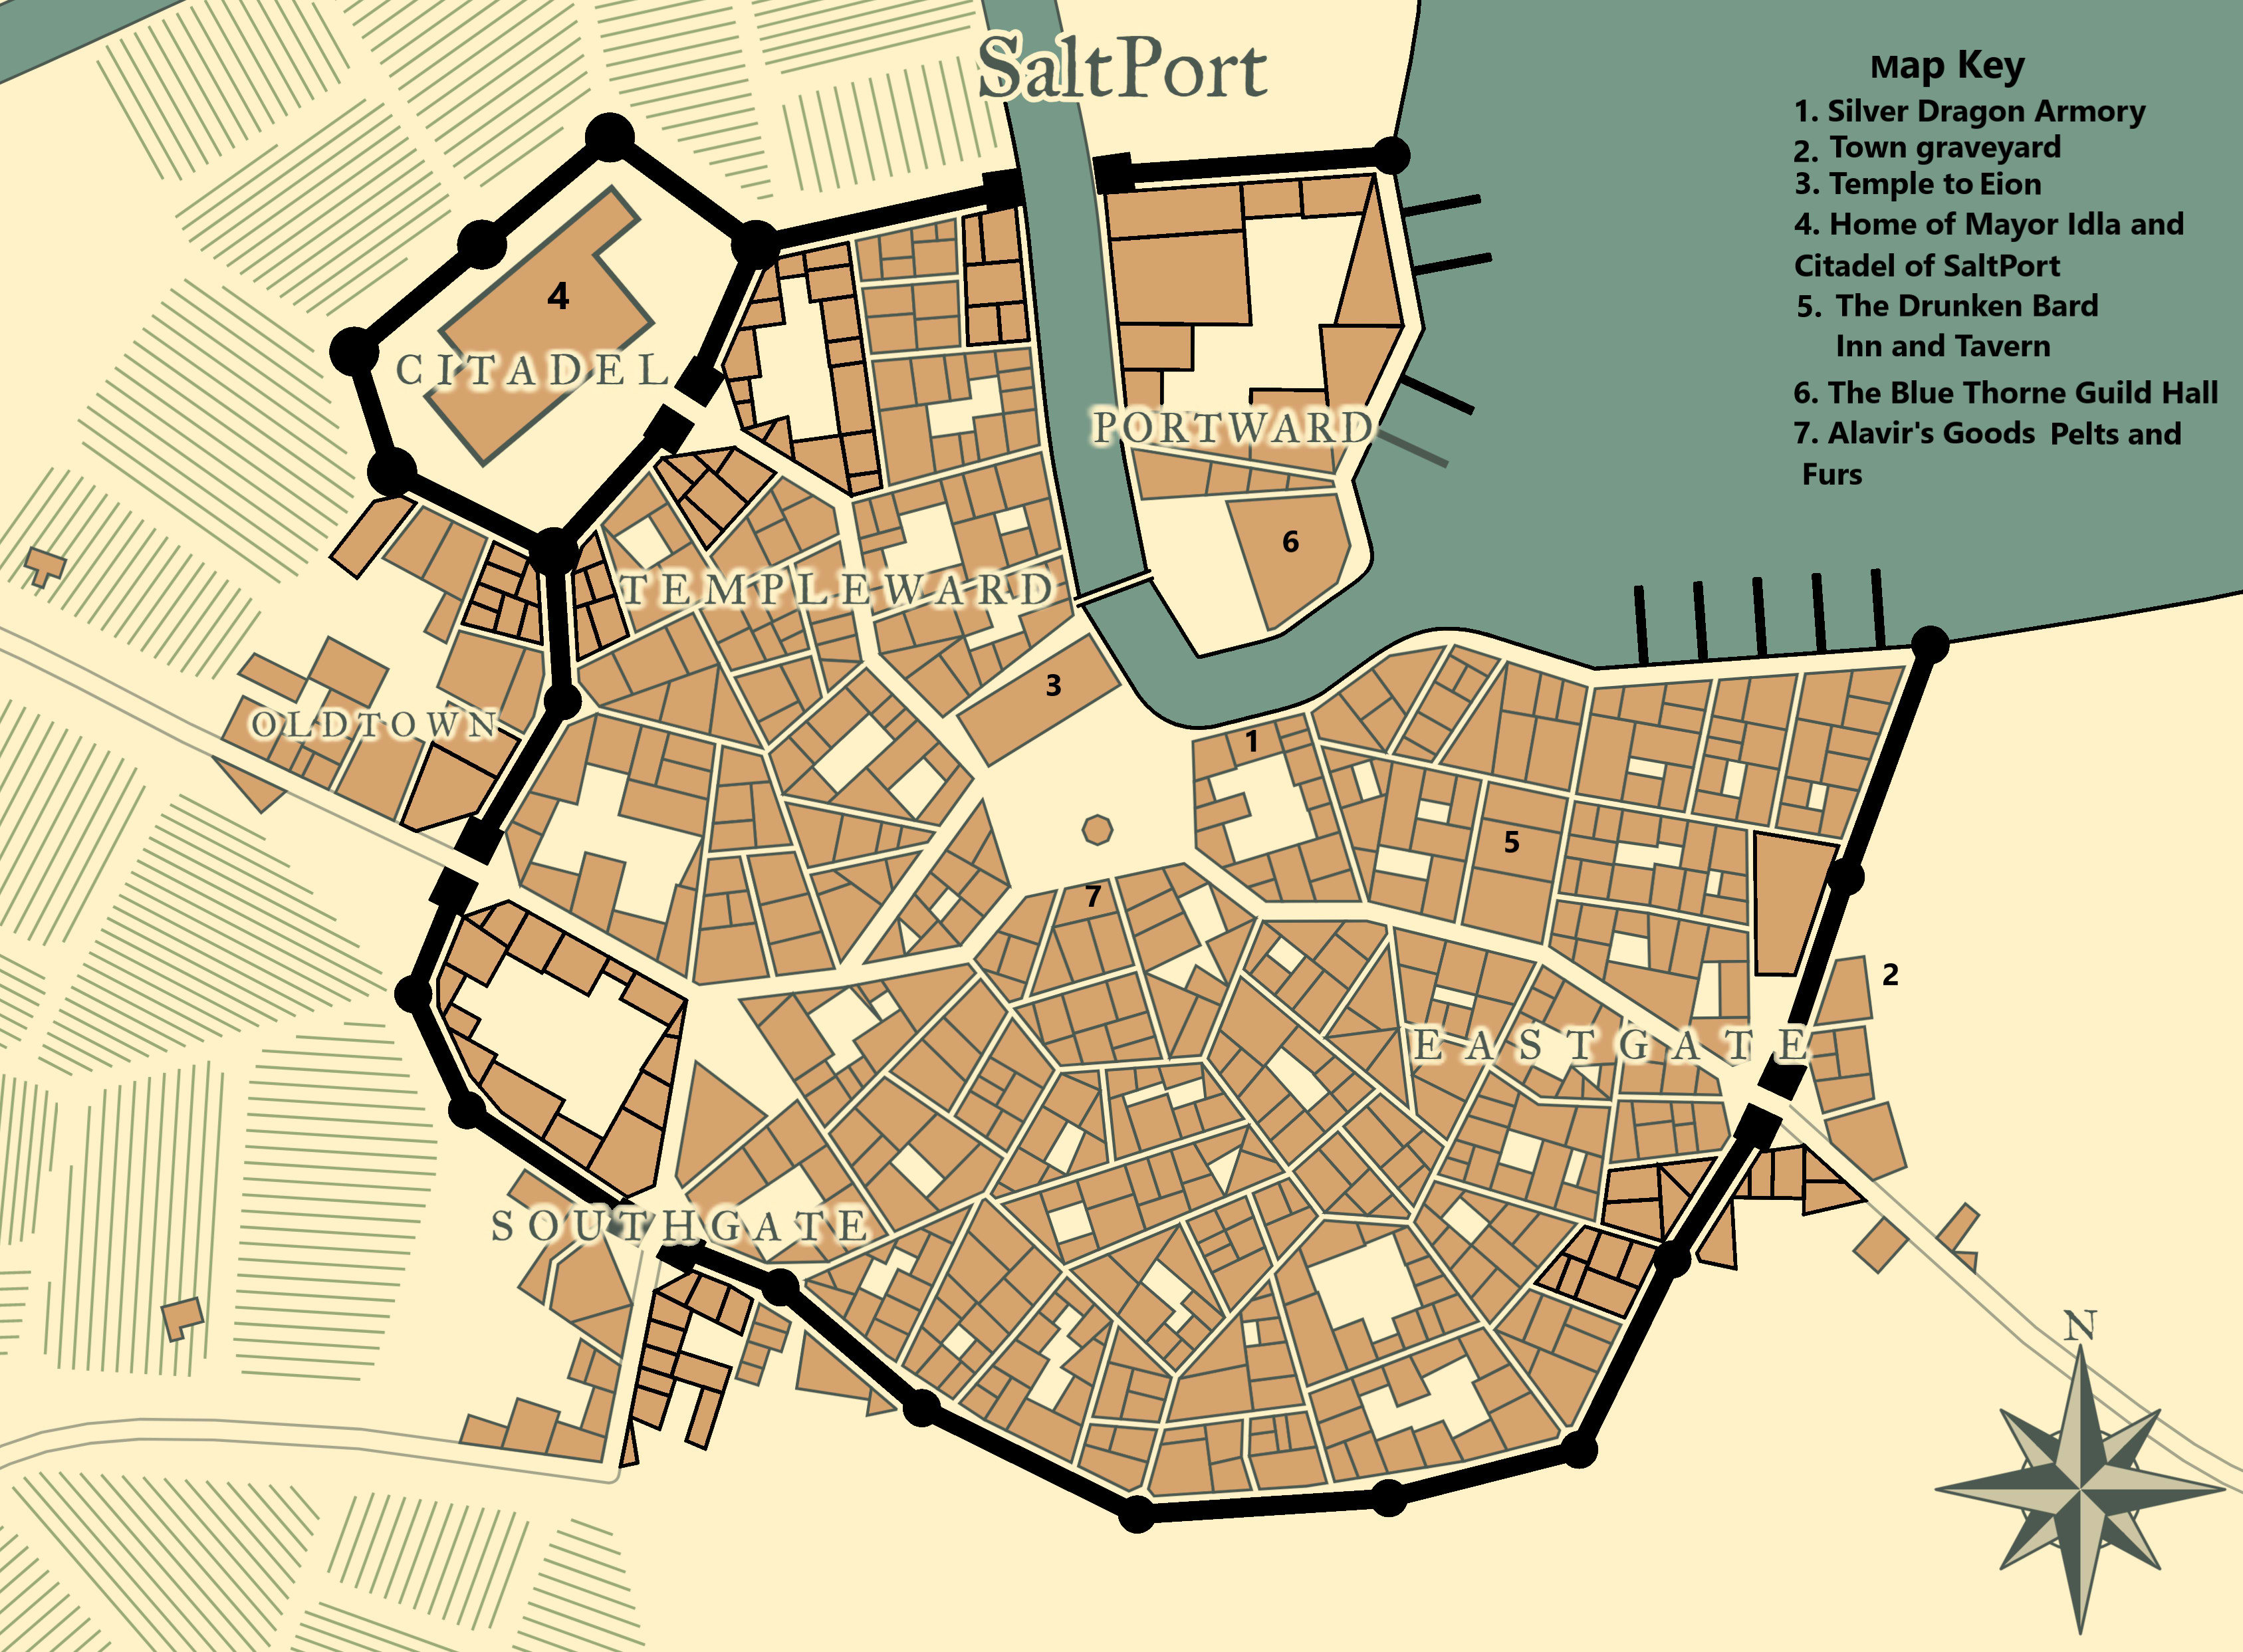 SaltPort
Map Key
1. Silver Dragon Armory
2. Town graveyard
3. Temple to Eion
4. Home of Mayor Idla and
Citadel of SaltPort
5. The Drunken Bard
Inn and Tavern
6. The Blue Thorne Guild Hall
7. Alavir's Goods Pelts and
Furs
4
CITADEL
PORTWARD
6
TEMPLEWARD
3
OLDTOWN
1
5
7
2
EASTGATE
SOUTHGATE
N